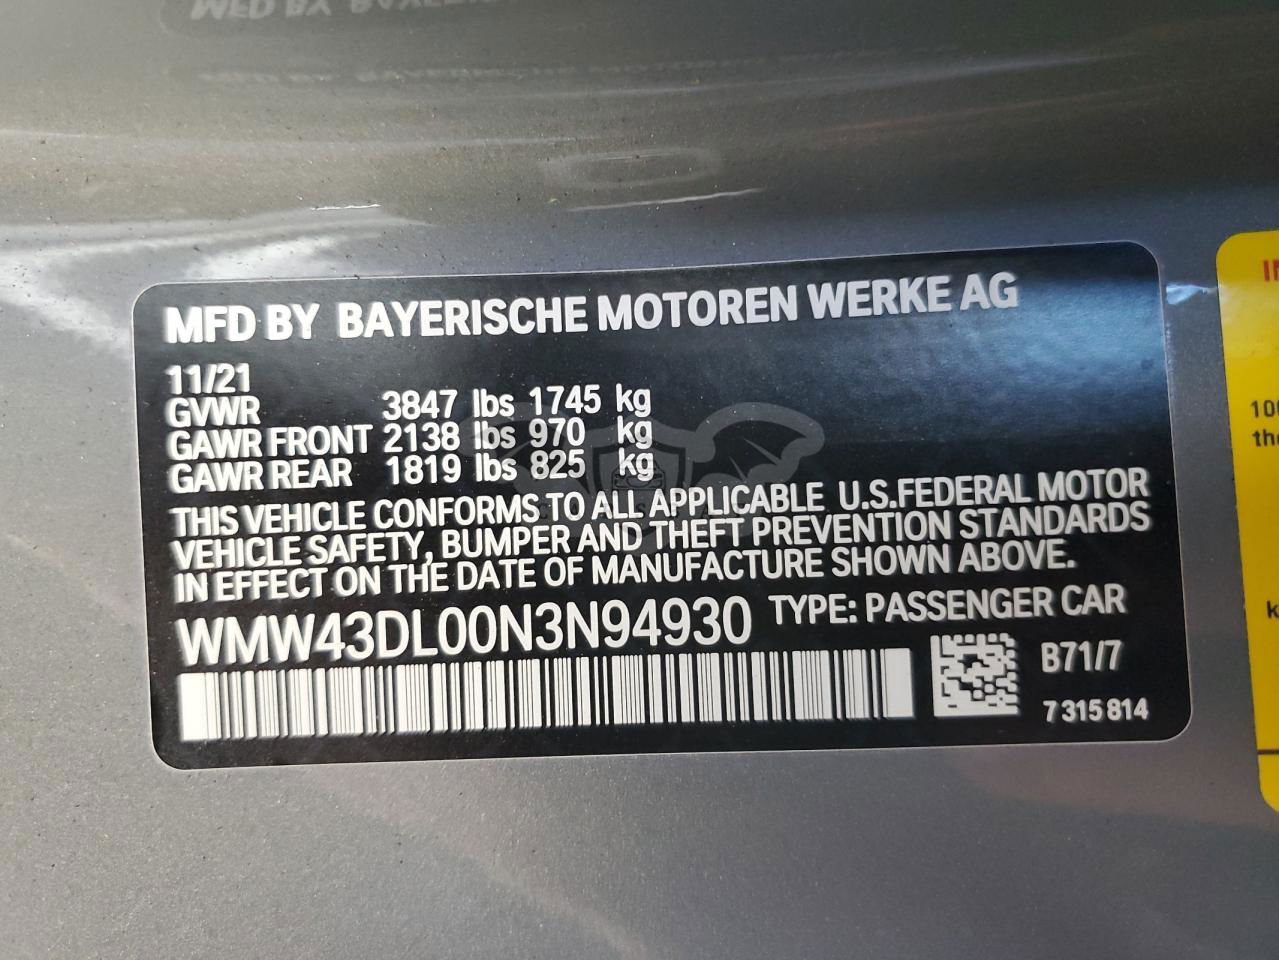 MFD BY BAYERISCHE MOTOREN WERKE AG
11/21
GVWR 3847 lbs 1745 kg
GAWR FRONT 2138 lbs 970 kg
GAWR REAR 1819 lbs 825 kg
THIS VEHICLE CONFORMS TO ALL APPLICABLE U.S.FEDERAL MOTOR
VEHICLE SAFETY, BUMPER AND THEFT PREVENTION STANDARDS
IN EFFECT ON THE DATE OF MANUFACTURE SHOWN ABOVE.
WMW43DL00N3N94930 TYPE: PASSENGER CAR
B71/7
7 315 814